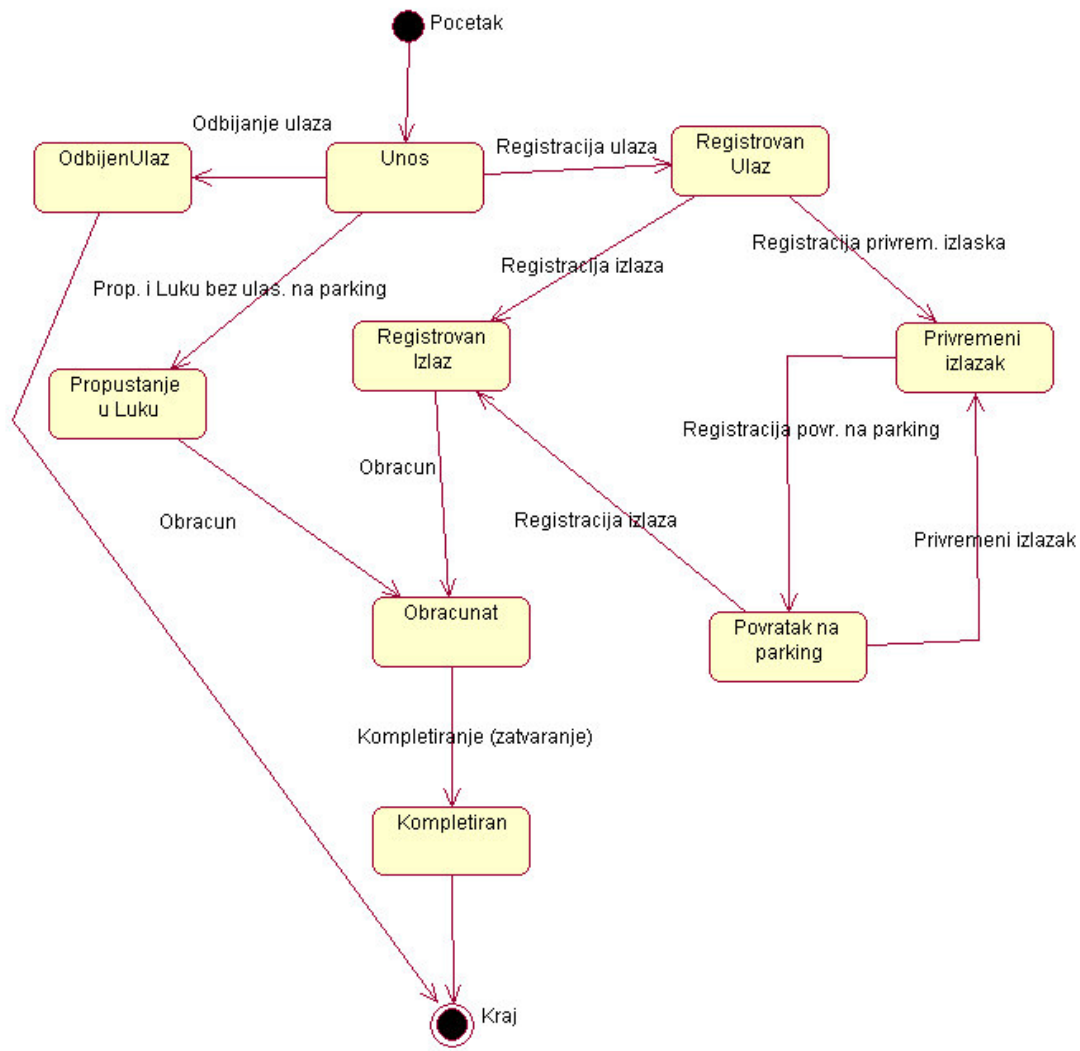 Pocetak
Odbijanje ulaza
OdbijenUlaz
Unos
Registracija ulaza
Registrovan
Ulaz
Registracija privrem. izlaska
Registracija izlaza
Prop. i Luku bez ulas. na parking
Registrovan
Izlaz
Privremeni
izlazak
Propustanje
u Luku
Registracija povr. na parking
Obracun
Obracun
Registracija izlaza
Privremeni izlazak
Obracunat
Povratak na
parking
Kompletiranje (zatvaranje)
Kompletiran
Kraj